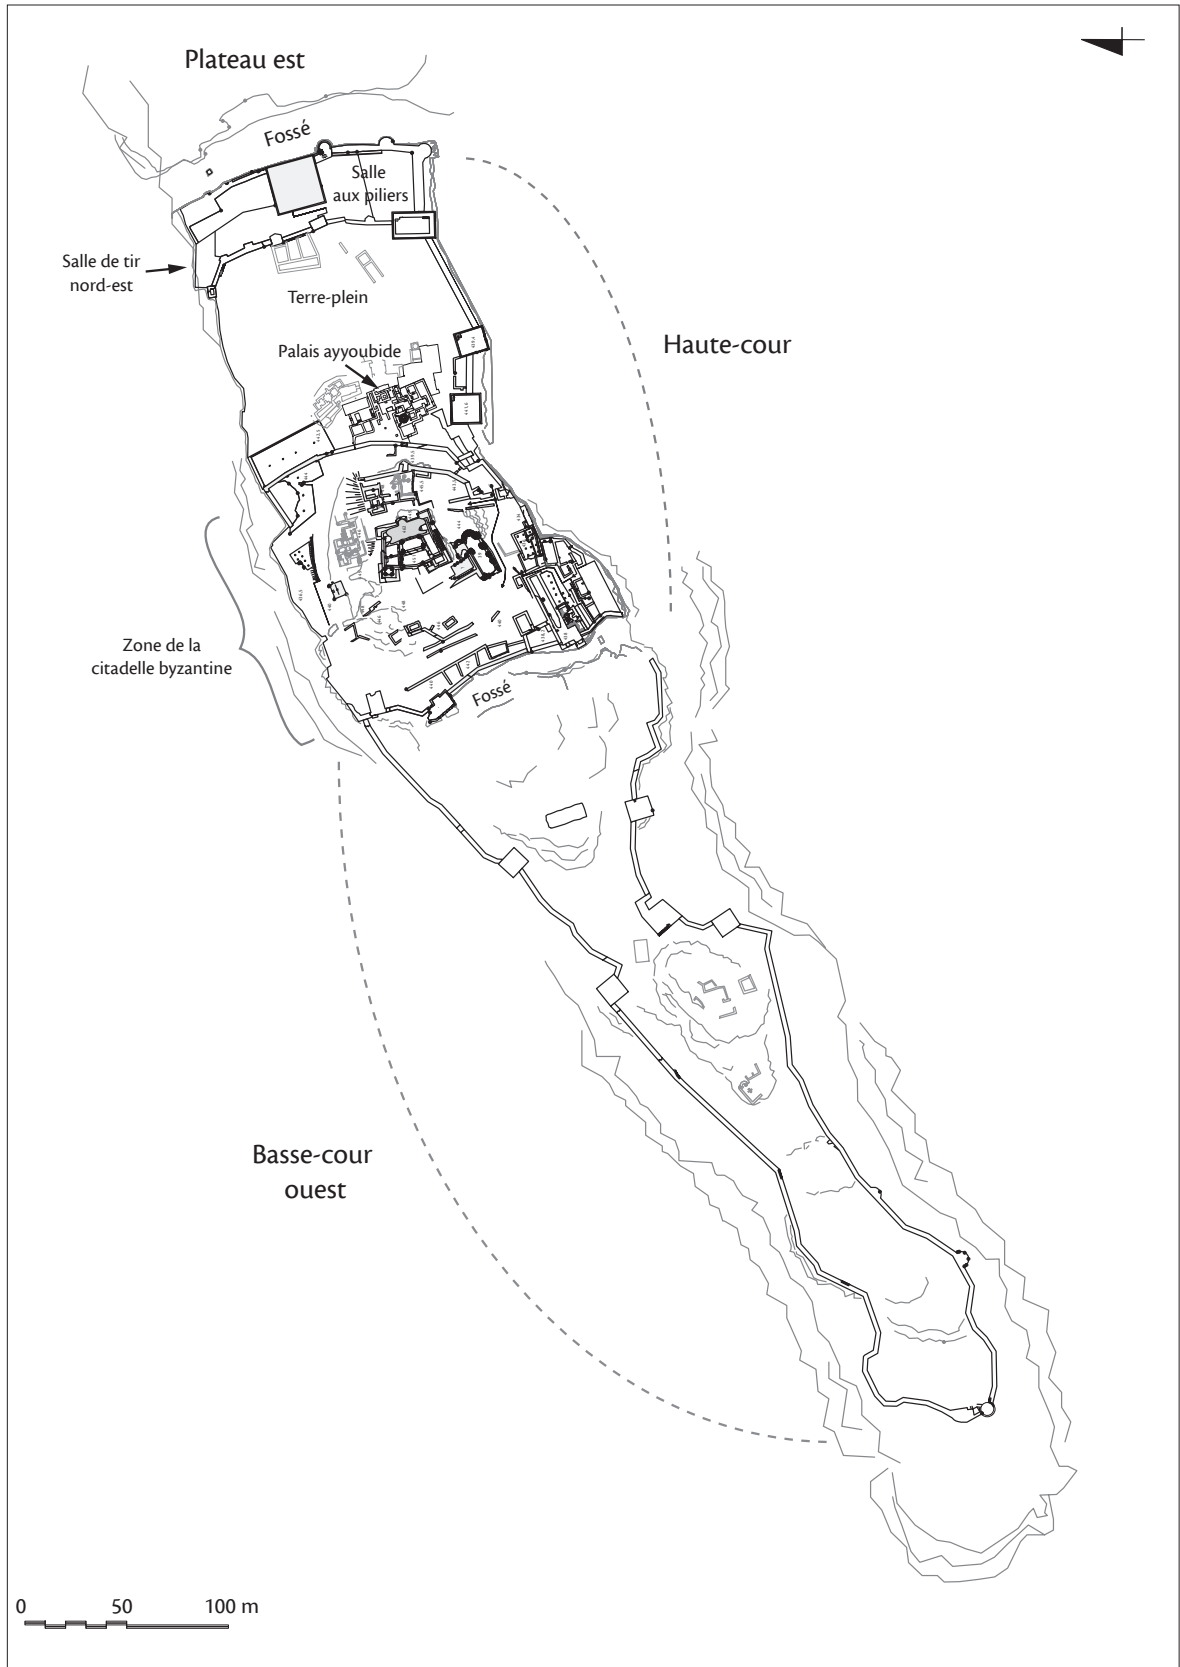 Plateau est
Fossé
Salle
aux piliers
Salle de tir
nord-est
Terre-plein
Palais ayyoubide
Haute-cour
Zone de la
citadelle byzantine
Fossé
Basse-cour
ouest
0 50 100 m